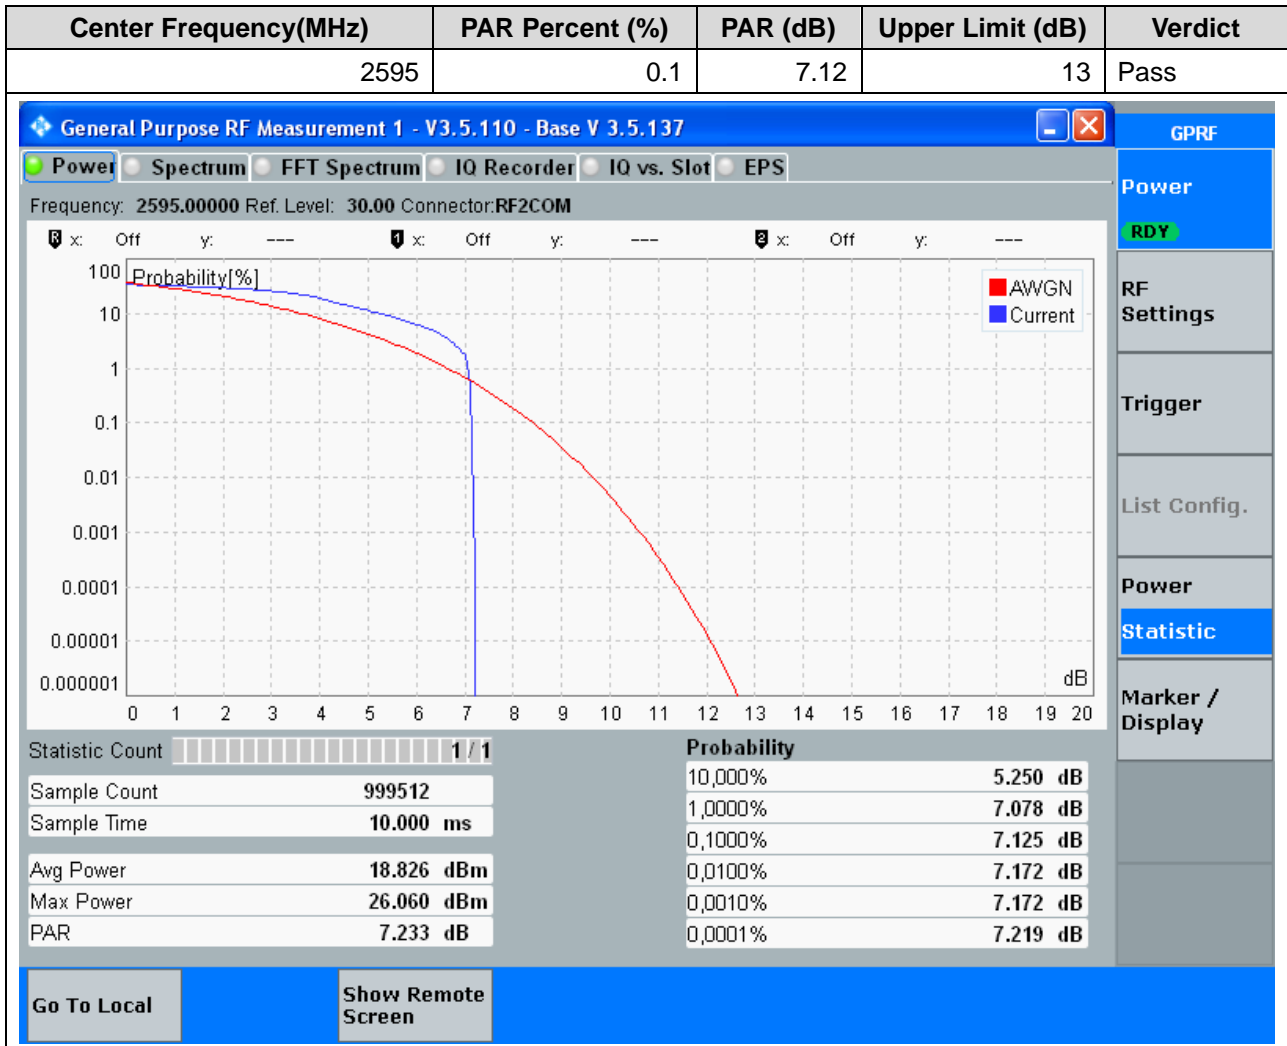 Center Frequency(MHz) PAR Percent (%) PAR (dB) Upper Limit (dB) Verdict
2595 0.1 7.12 13 Pass
General Purpose RF Measurement 1 - V3.5.110 - Base V 3.5.137
GPRF
Power Spectrum FFT Spectrum IQ Recorder IQ vs. Slot EPS
Frequency: 2595.00000 Ref. Level: 30.00 Connector:RF2COM
R x: Off y: --- 1 x: Off y: --- 2 x: Off y: ---
Probability[%]
100
10
1
0.1
0.01
0.001
0.0001
0.00001
0.000001
AWGN
Current
dB
0 1 2 3 4 5 6 7 8 9 10 11 12 13 14 15 16 17 18 19 20
Statistic Count 1 / 1
Sample Count 999512
Sample Time 10.000 ms
Avg Power 18.826 dBm
Max Power 26.060 dBm
PAR 7.233 dB
Probability
10,000% 5.250 dB
1,0000% 7.078 dB
0,1000% 7.125 dB
0,0100% 7.172 dB
0,0010% 7.172 dB
0,0001% 7.219 dB
Power
RDY
RF
Settings
Trigger
List Config.
Power
Statistic
Marker /
Display
Go To Local
Show Remote
Screen